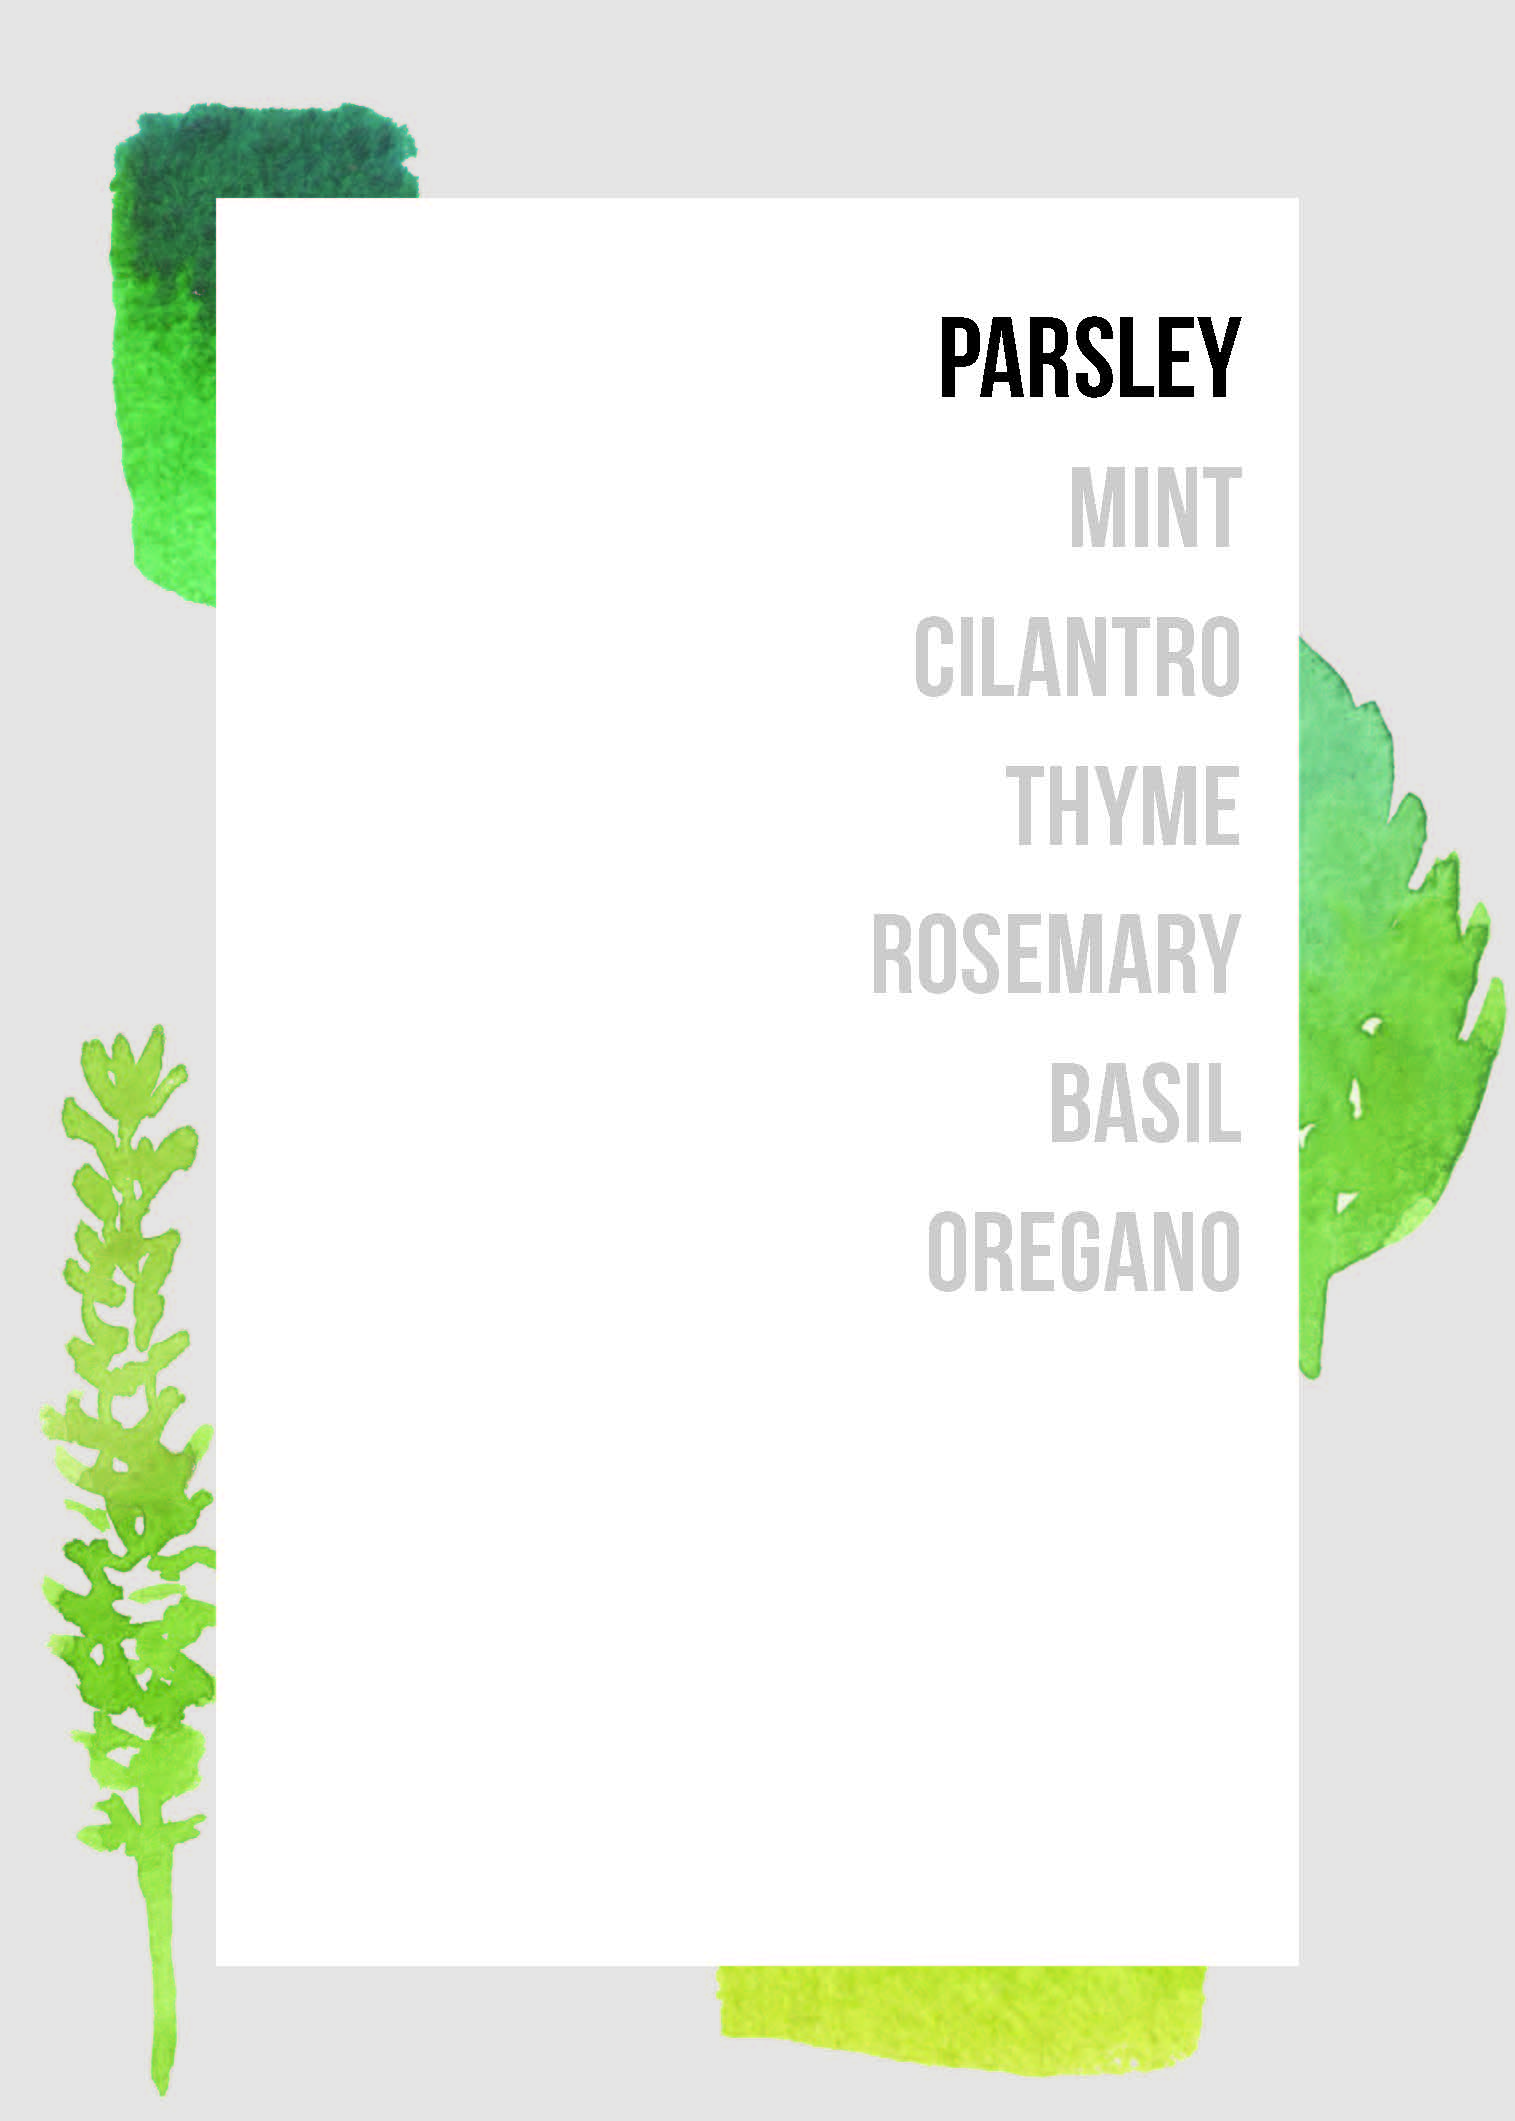 PARSLEY
MINT
CILANTRO
THYME
ROSEMARY
BASIL
OREGANO